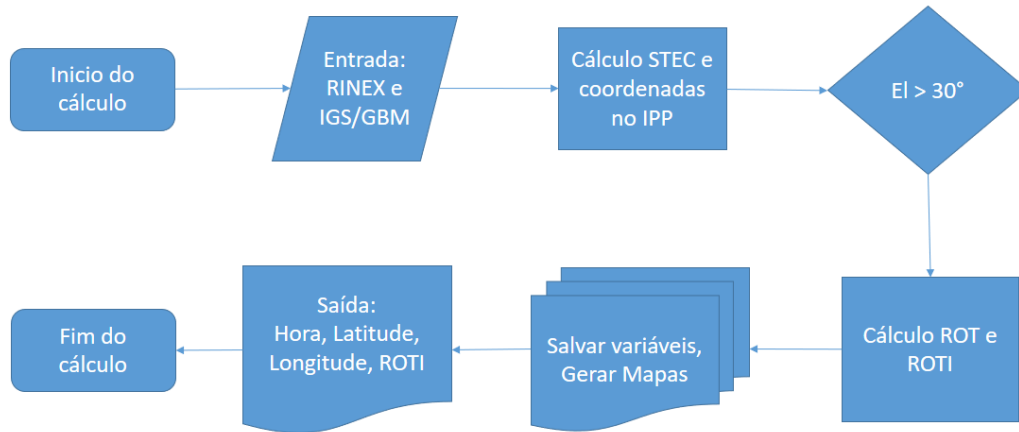 Inicio do
cálculo
Entrada:
RINEX e
IGS/GBM
Cálculo STEC e
coordenadas
no IPP
El > 30°
Cálculo ROT e
ROTI
Salvar variáveis,
Gerar Mapas
Saída:
Hora, Latitude,
Longitude, ROTI
Fim do
cálculo